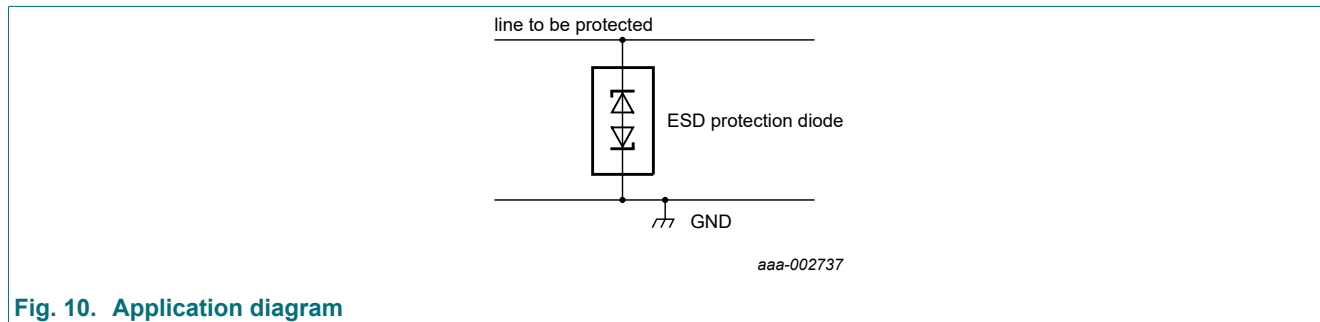 line to be protected
ESD protection diode
GND
aaa-002737
Fig. 10. Application diagram